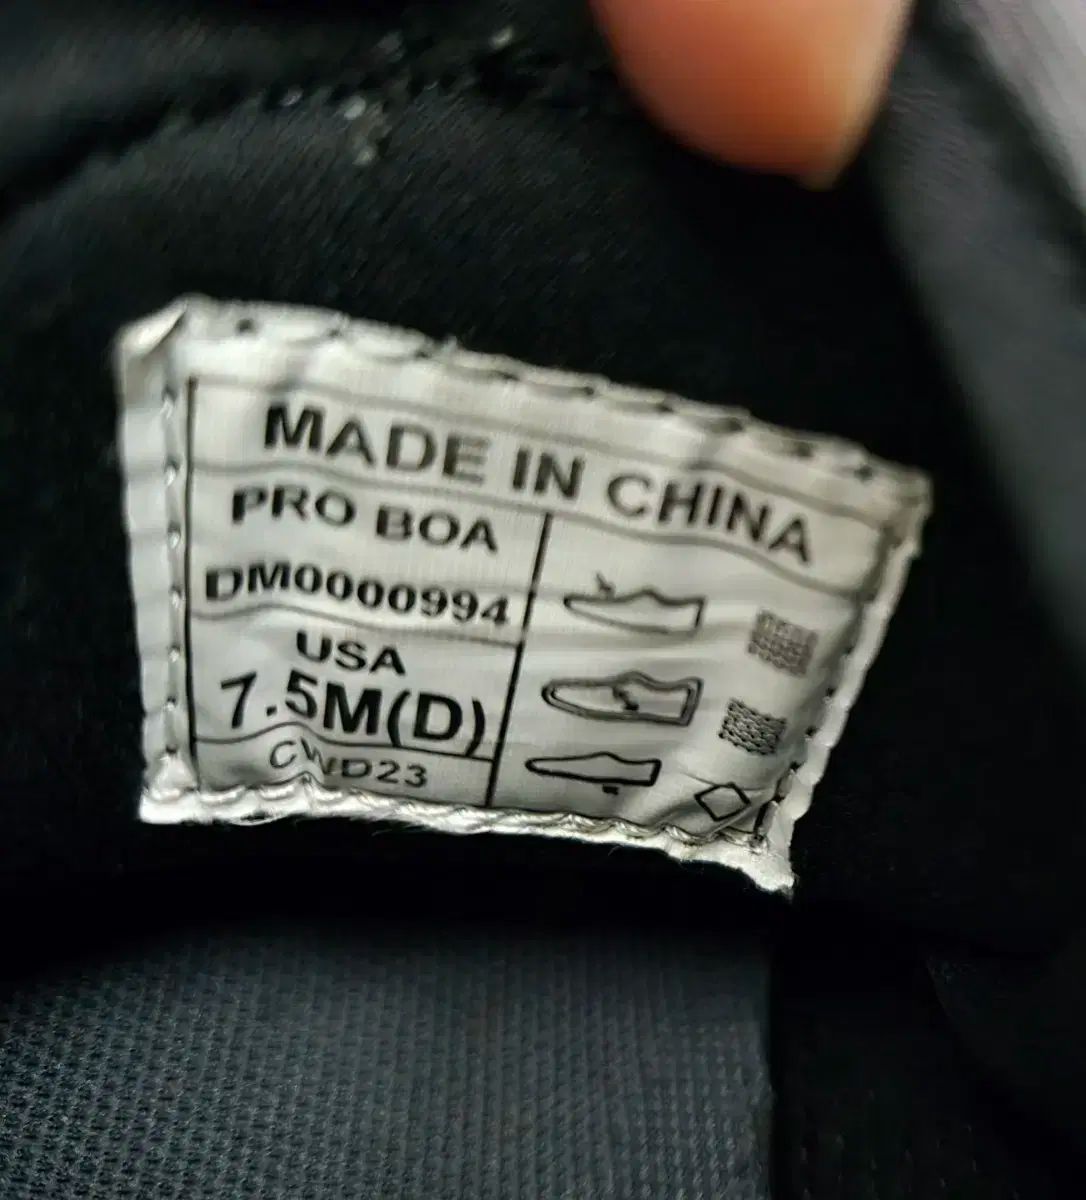 MADE IN CHINA
PRO BOA
DM0000994
USA
7.5M(D)
CWD23